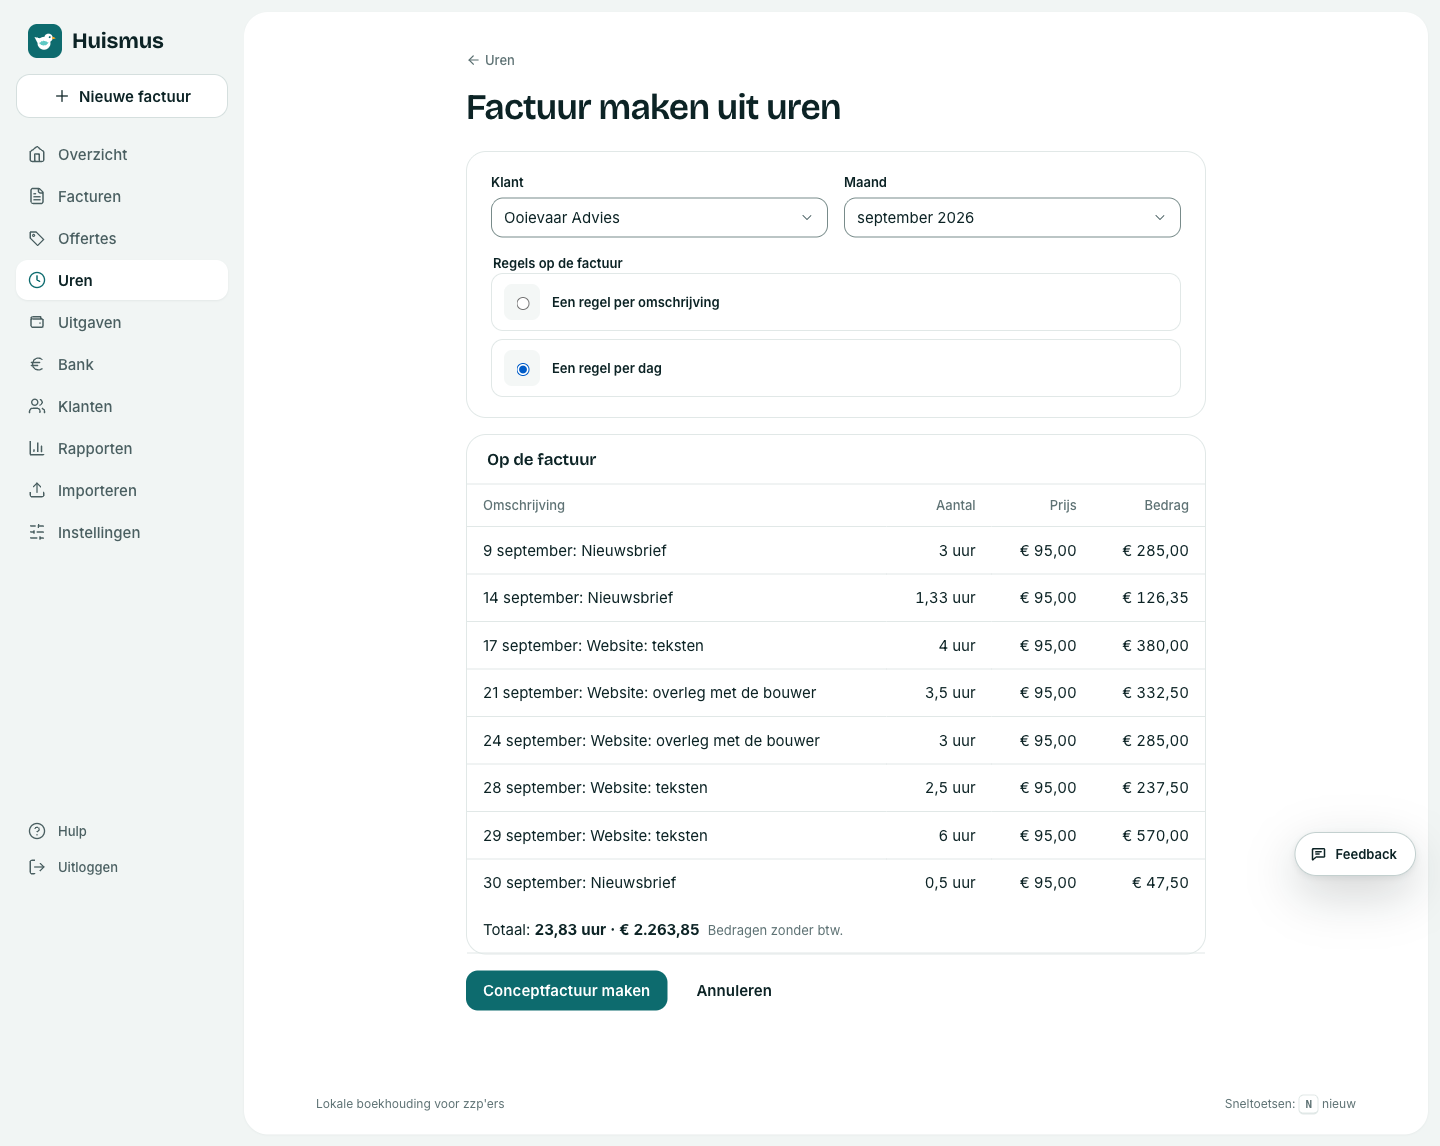 Huismus
Nieuwe factuur
Overzicht
Facturen
Offertes
Uren
Uitgaven
Bank
Klanten
Rapporten
Importeren
Instellingen
Hulp
Uitloggen
← Uren
Factuur maken uit uren
Klant
Maand
Ooievaar Advies
september 2026
Regels op de factuur
Een regel per omschrijving
Een regel per dag
Op de factuur
Omschrijving Aantal Prijs Bedrag
9 september: Nieuwsbrief 3 uur € 95,00 € 285,00
14 september: Nieuwsbrief 1,33 uur € 95,00 € 126,35
17 september: Website: teksten 4 uur € 95,00 € 380,00
21 september: Website: overleg met de bouwer 3,5 uur € 95,00 € 332,50
24 september: Website: overleg met de bouwer 3 uur € 95,00 € 285,00
28 september: Website: teksten 2,5 uur € 95,00 € 237,50
29 september: Website: teksten 6 uur € 95,00 € 570,00
30 september: Nieuwsbrief 0,5 uur € 95,00 € 47,50
Totaal: 23,83 uur · € 2.263,85 Bedragen zonder btw.
Conceptfactuur maken
Annuleren
Feedback
Lokale boekhouding voor zzp'ers
Sneltoetsen: N nieuw